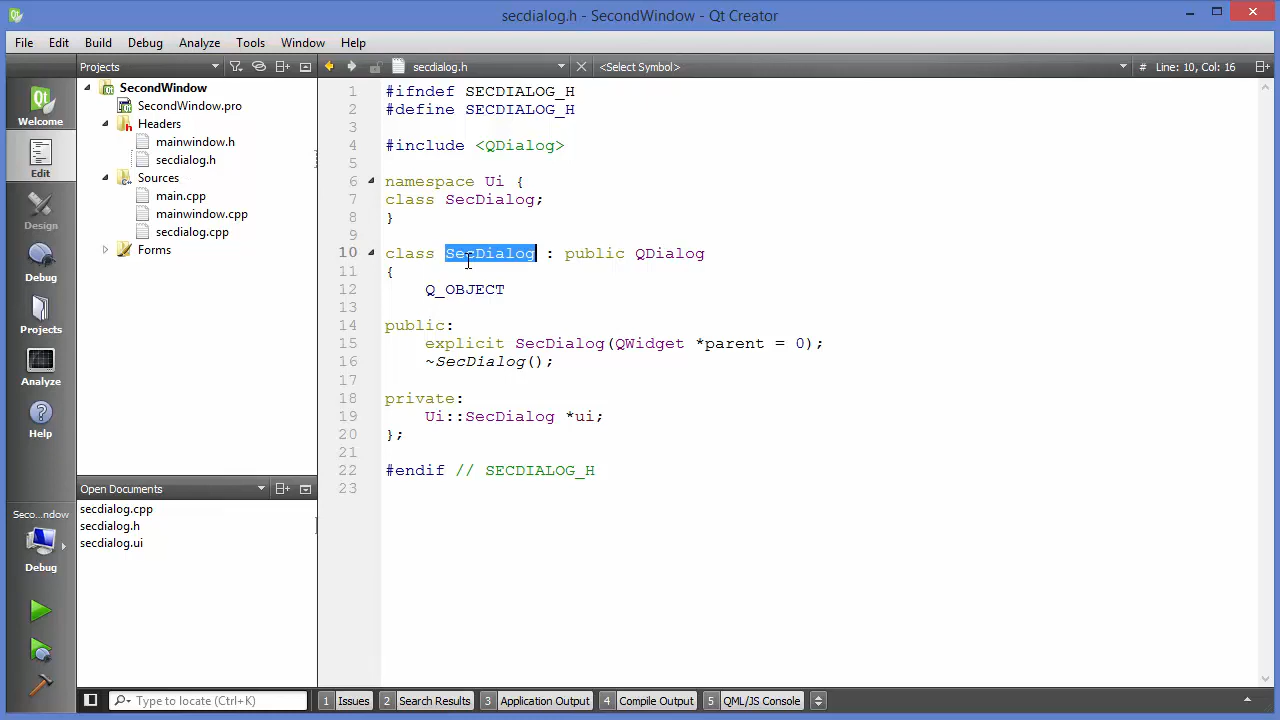 secdialog.h - SecondWindow - Qt Creator
File Edit Build Debug Analyze Tools Window Help
Projects
secdialog.h
<Select Symbol>
# Line: 10, Col: 16
Welcome
Edit
Design
Debug
Projects
Analyze
Help
SecondWindow
SecondWindow.pro
Headers
mainwindow.h
secdialog.h
Sources
main.cpp
mainwindow.cpp
secdialog.cpp
Forms
1 #ifndef SECDIALOG_H
2 #define SECDIALOG_H
3
4 #include <QDialog>
5
6 namespace Ui {
7 class SecDialog;
8 }
9
10 class SecDialog : public QDialog
11 {
12 Q_OBJECT
13
14 public:
15 explicit SecDialog(QWidget *parent = 0);
16 ~SecDialog();
17
18 private:
19 Ui::SecDialog *ui;
20 };
21
22 #endif // SECDIALOG_H
23
Open Documents
secdialog.cpp
secdialog.h
secdialog.ui
Seco...ndow
Debug
Type to locate (Ctrl+K)
1 Issues
2 Search Results
3 Application Output
4 Compile Output
5 QML/JS Console